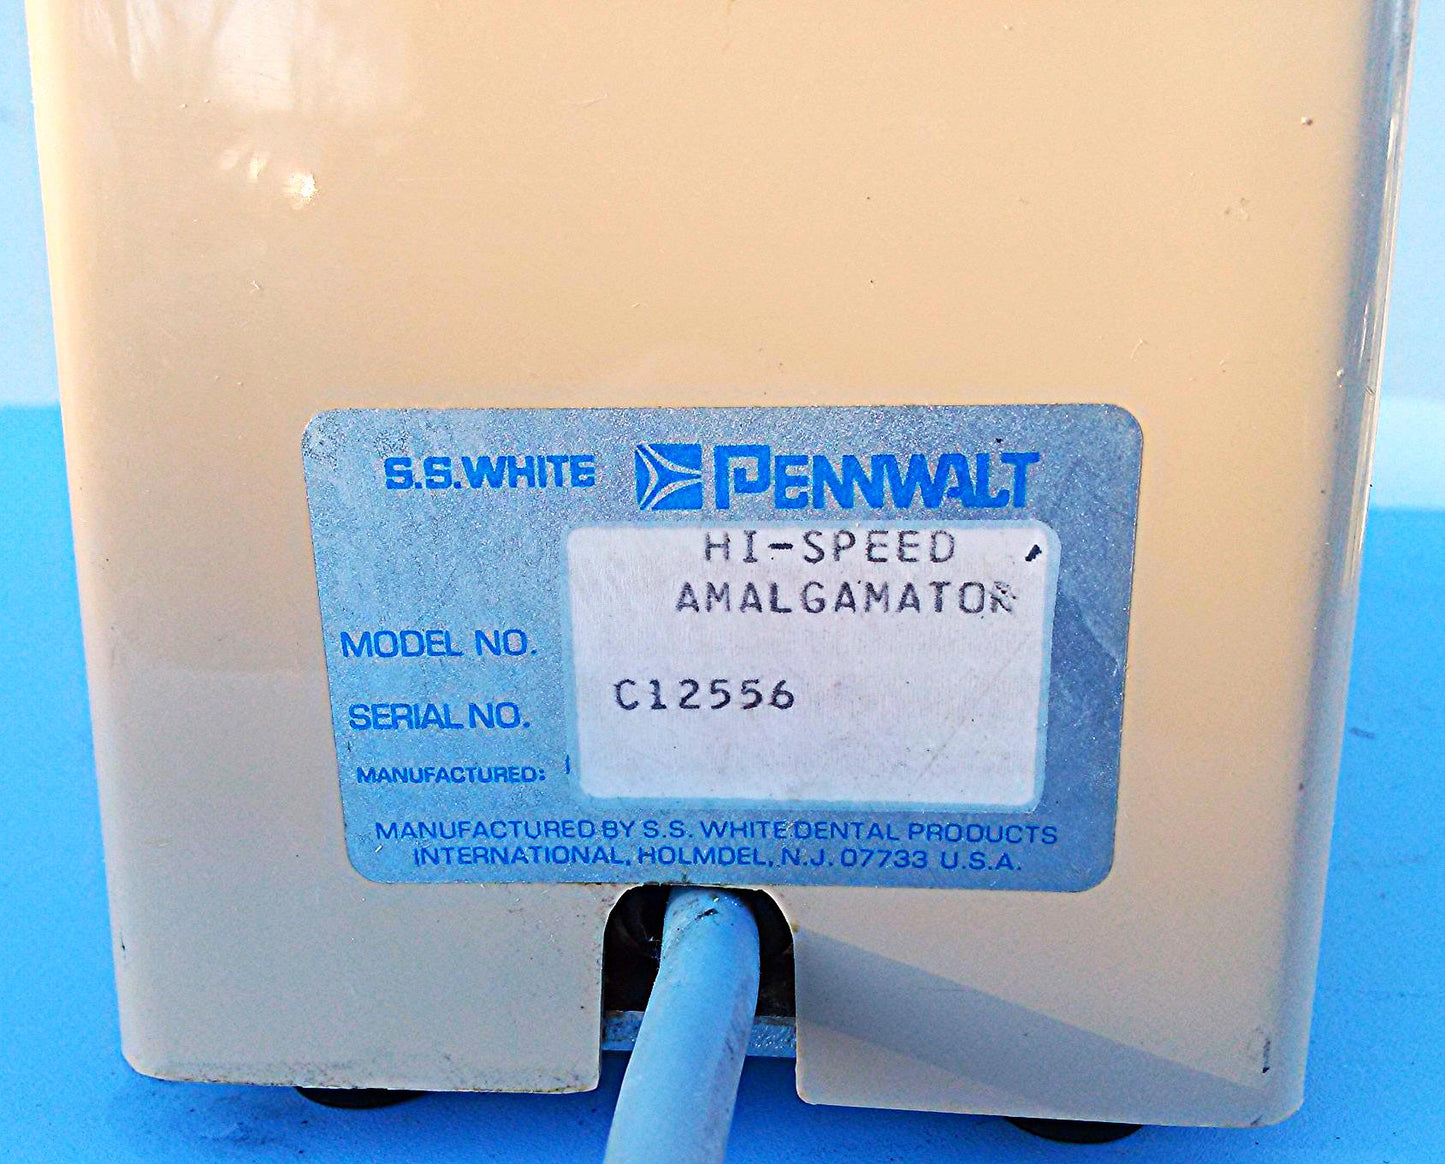 S.S.WHITE PENNWALT
HI-SPEED
AMALGAMATOR
MODEL NO.
SERIAL NO. C12556
MANUFACTURED:
MANUFACTURED BY S.S. WHITE DENTAL PRODUCTS
INTERNATIONAL, HOLMDEL, N.J. 07733 U.S.A.